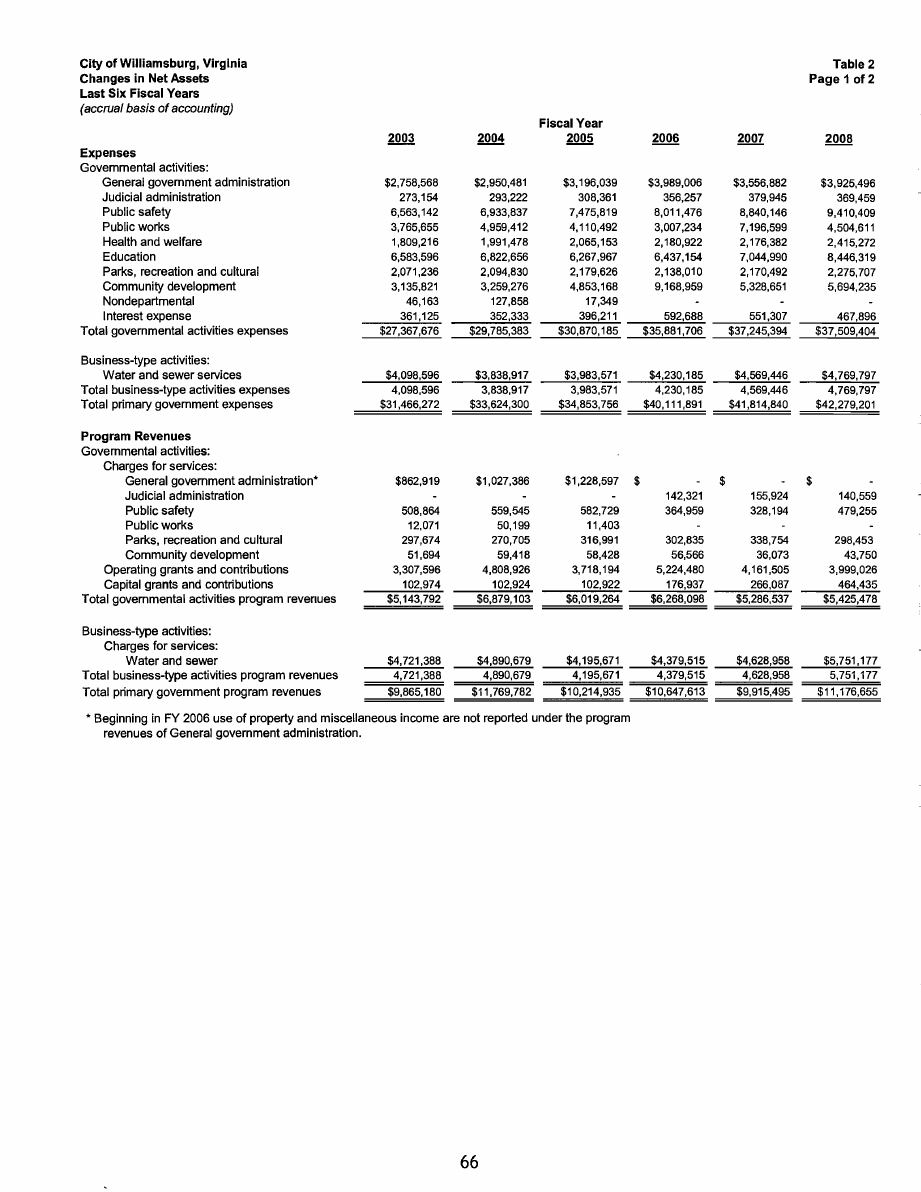 City of Williamsburg, Virginia Table 2
Changes in Net Assets Page 1 of 2
Last Six Fiscal Years
(accrual basis of accounting)
Fiscal Year
2003 2004 2005 2006 2007 2008
Expenses
Governmental activities:
General government administration $2,758,568 $2,950,481 $3,196,039 $3,989,006 $3,556,882 $3,925,496
Judicial administration 273,154 293,222 308,361 356,257 379,945 369,459
Public safety 6,563,142 6,933,837 7,475,819 8,011,476 8,840,146 9,410,409
Public works 3,765,655 4,959,412 4,110,492 3,007,234 7,196,599 4,504,611
Health and welfare 1,809,216 1,991,478 2,065,153 2,180,922 2,176,382 2,415,272
Education 6,583,596 6,822,656 6,267,967 6,437,154 7,044,990 8,446,319
Parks, recreation and cultural 2,071,236 2,094,830 2,179,626 2,138,010 2,170,492 2,275,707
Community development 3,135,821 3,259,276 4,853,168 9,168,959 5,328,651 5,694,235
Nondepartmental 46,163 127,858 17,349 - - -
Interest expense 361,125 352,333 396,211 592,688 551,307 467,896
Total governmental activities expenses $27,367,676 $29,785,383 $30,870,185 $35,881,706 $37,245,394 $37,509,404
Business-type activities:
Water and sewer services $4,098,596 $3,838,917 $3,983,571 $4,230,185 $4,569,446 $4,769,797
Total business-type activities expenses 4,098,596 3,838,917 3,983,571 4,230,185 4,569,446 4,769,797
Total primary government expenses $31,466,272 $33,624,300 $34,853,756 $40,111,891 $41,814,840 $42,279,201
Program Revenues
Governmental activities:
Charges for services:
General government administration* $862,919 $1,027,386 $1,228,597 $ - $ - $ -
Judicial administration - - - 142,321 155,924 140,559
Public safety 508,864 559,545 582,729 364,959 328,194 479,255
Public works 12,071 50,199 11,403 - - -
Parks, recreation and cultural 297,674 270,705 316,991 302,835 338,754 298,453
Community development 51,694 59,418 58,428 56,566 36,073 43,750
Operating grants and contributions 3,307,596 4,808,926 3,718,194 5,224,480 4,161,505 3,999,026
Capital grants and contributions 102,974 102,924 102,922 176,937 266,087 464,435
Total governmental activities program revenues $5,143,792 $6,879,103 $6,019,264 $6,268,098 $5,286,537 $5,425,478
Business-type activities:
Charges for services:
Water and sewer $4,721,388 $4,890,679 $4,195,671 $4,379,515 $4,628,958 $5,751,177
Total business-type activities program revenues 4,721,388 4,890,679 4,195,671 4,379,515 4,628,958 5,751,177
Total primary government program revenues $9,865,180 $11,769,782 $10,214,935 $10,647,613 $9,915,495 $11,176,655
* Beginning in FY 2006 use of property and miscellaneous income are not reported under the program
revenues of General government administration.
66